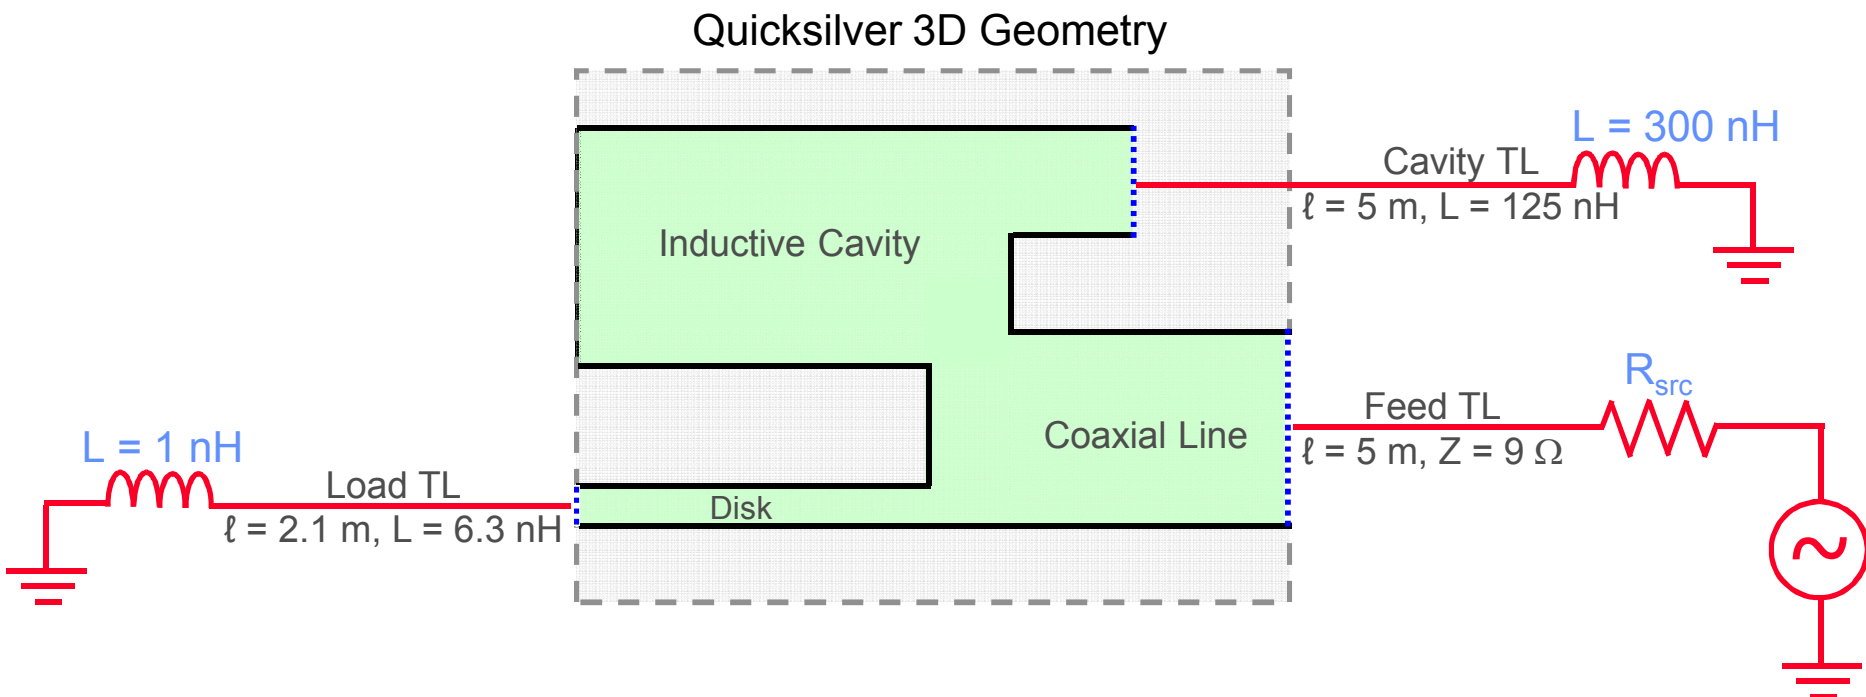 Quicksilver 3D Geometry
L = 300 nH
Cavity TL
ℓ = 5 m, L = 125 nH
Inductive Cavity
R_src
Feed TL
ℓ = 5 m, Z = 9 Ω
Coaxial Line
L = 1 nH
Load TL
ℓ = 2.1 m, L = 6.3 nH
Disk